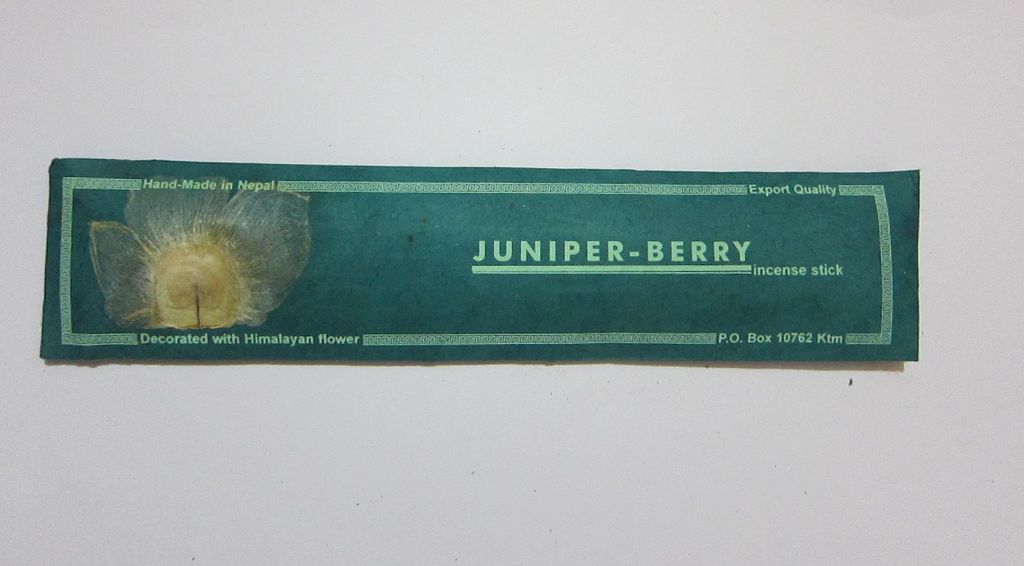 Hand-Made in Nepal
Export Quality
JUNIPER-BERRY
incense stick
Decorated with Himalayan flower
P.O. Box 10762 Ktm